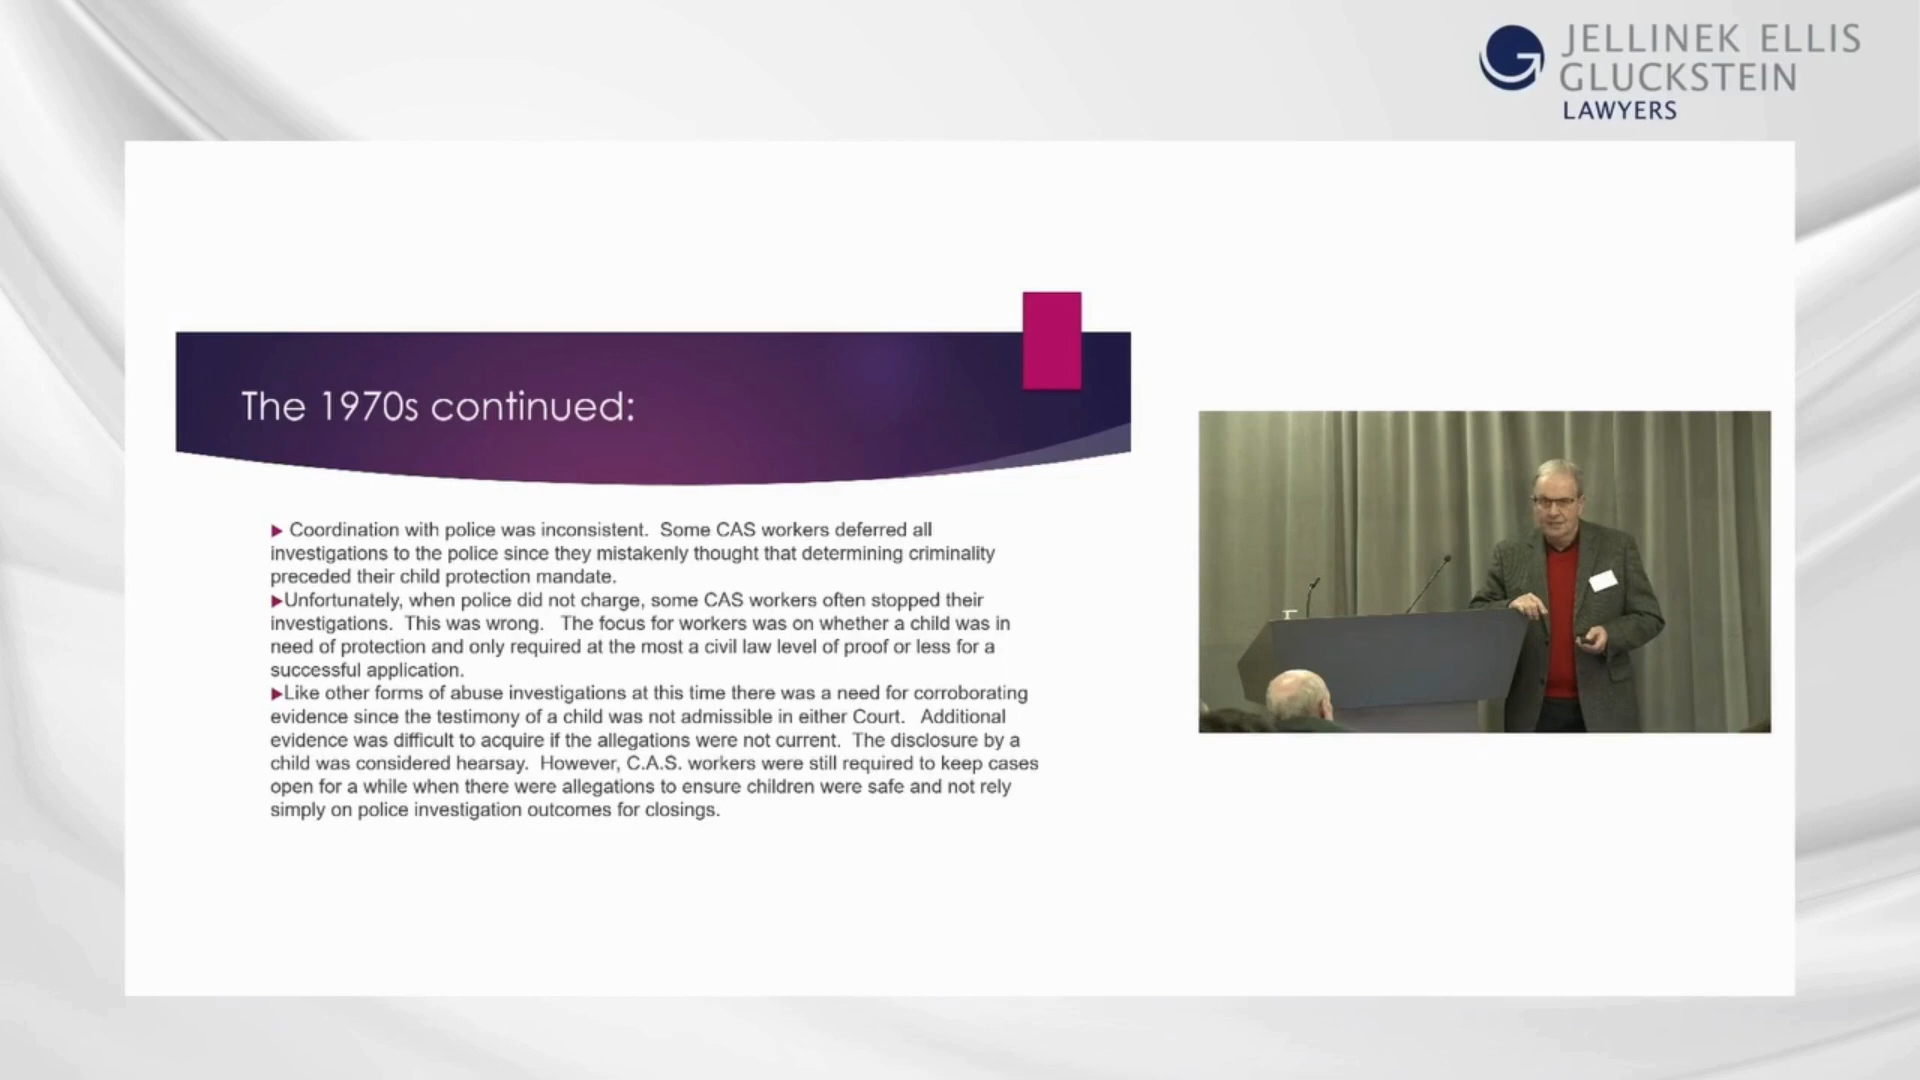 JELLINEK ELLIS
GLUCKSTEIN
LAWYERS
The 1970s continued:
Coordination with police was inconsistent.  Some CAS workers deferred all
investigations to the police since they mistakenly thought that determining criminality
preceded their child protection mandate.
Unfortunately, when police did not charge, some CAS workers often stopped their
investigations.  This was wrong.   The focus for workers was on whether a child was in
need of protection and only required at the most a civil law level of proof or less for a
successful application.
Like other forms of abuse investigations at this time there was a need for corroborating
evidence since the testimony of a child was not admissible in either Court.   Additional
evidence was difficult to acquire if the allegations were not current.  The disclosure by a
child was considered hearsay.  However, C.A.S. workers were still required to keep cases
open for a while when there were allegations to ensure children were safe and not rely
simply on police investigation outcomes for closings.